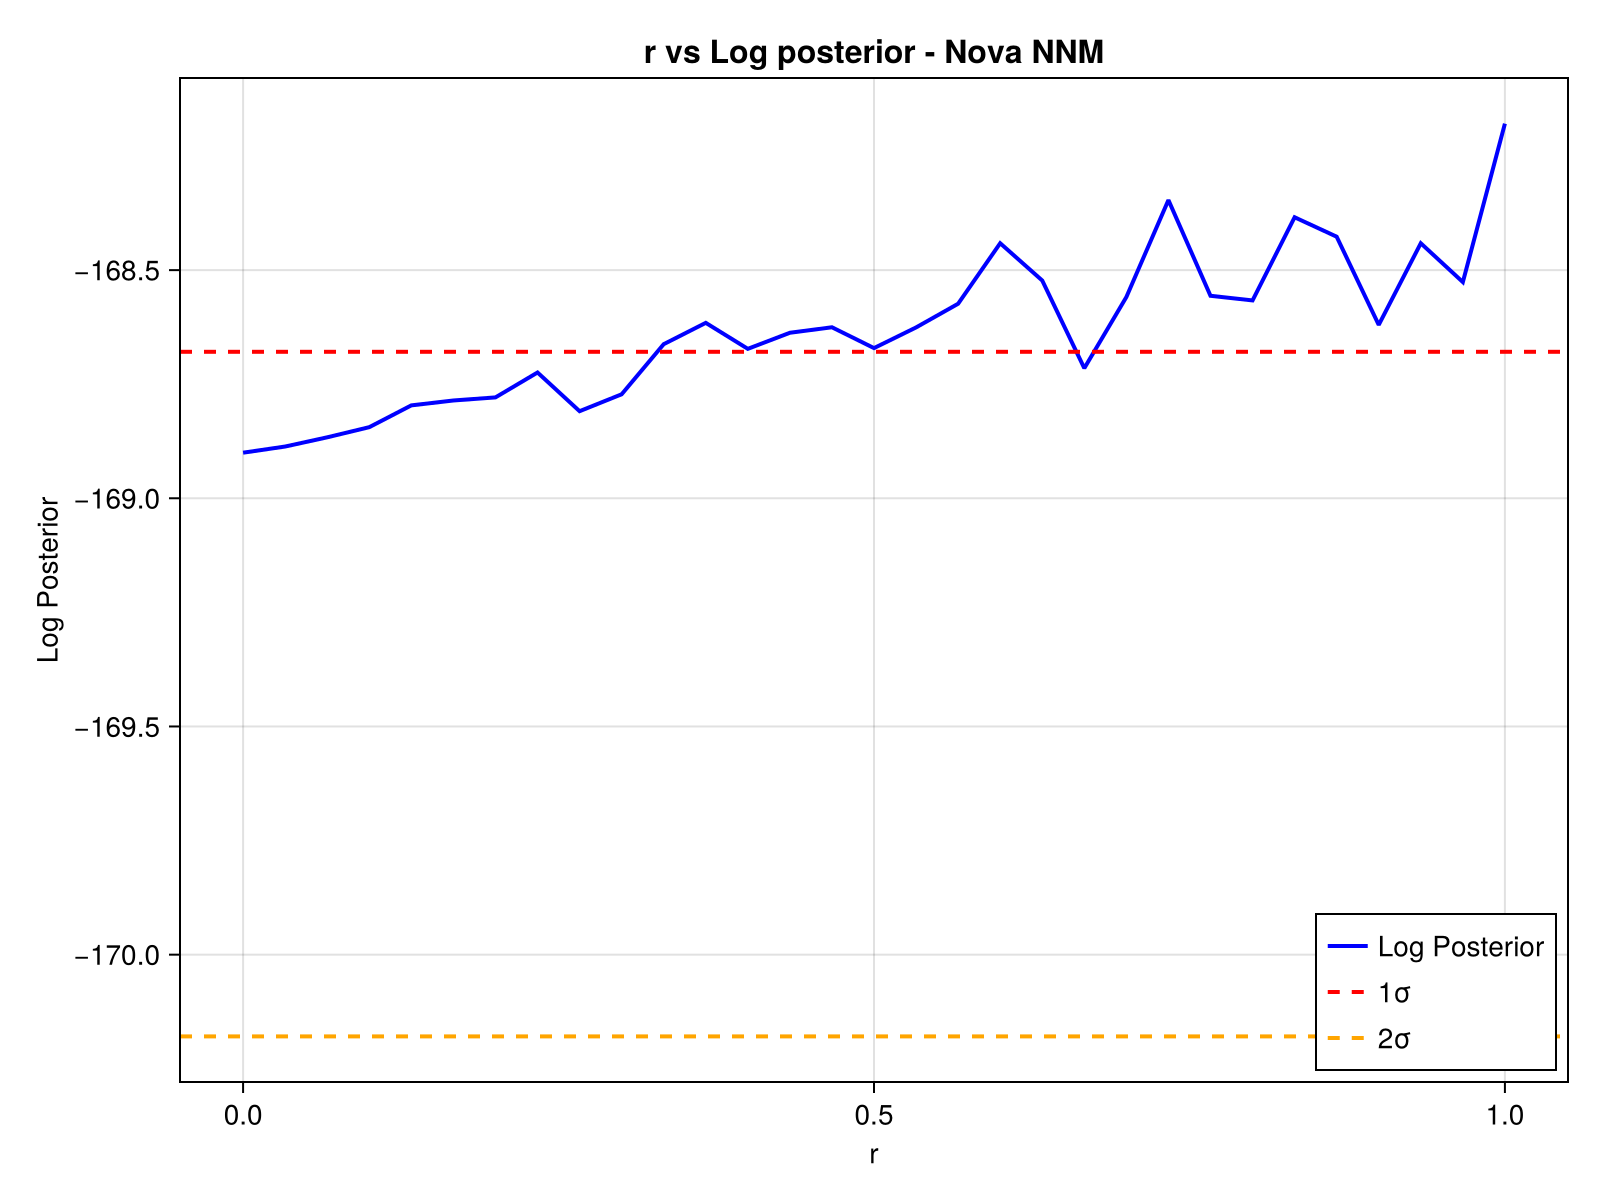 r vs Log posterior - Nova NNM
Log Posterior
−168.5
−169.0
−169.5
−170.0
Log Posterior
1σ
2σ
0.0
0.5
1.0
r